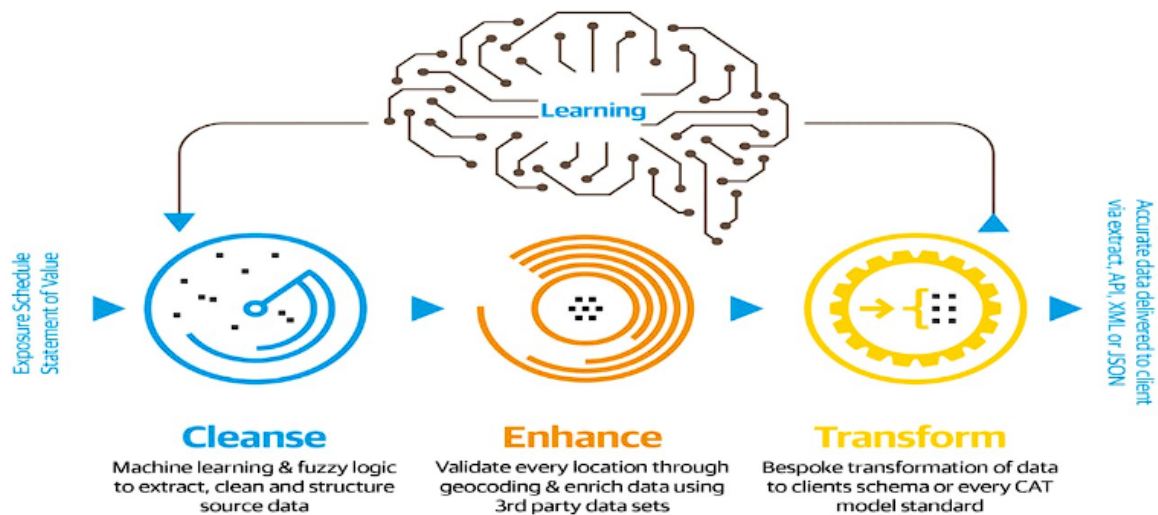 Learning
Exposure Schedule
Statement of Value
Accurate data delivered to client
via extract, API, XML or JSON
Cleanse
Machine learning & fuzzy logic
to extract, clean and structure
source data
Enhance
Validate every location through
geocoding & enrich data using
3rd party data sets
Transform
Bespoke transformation of data
to clients schema or every CAT
model standard